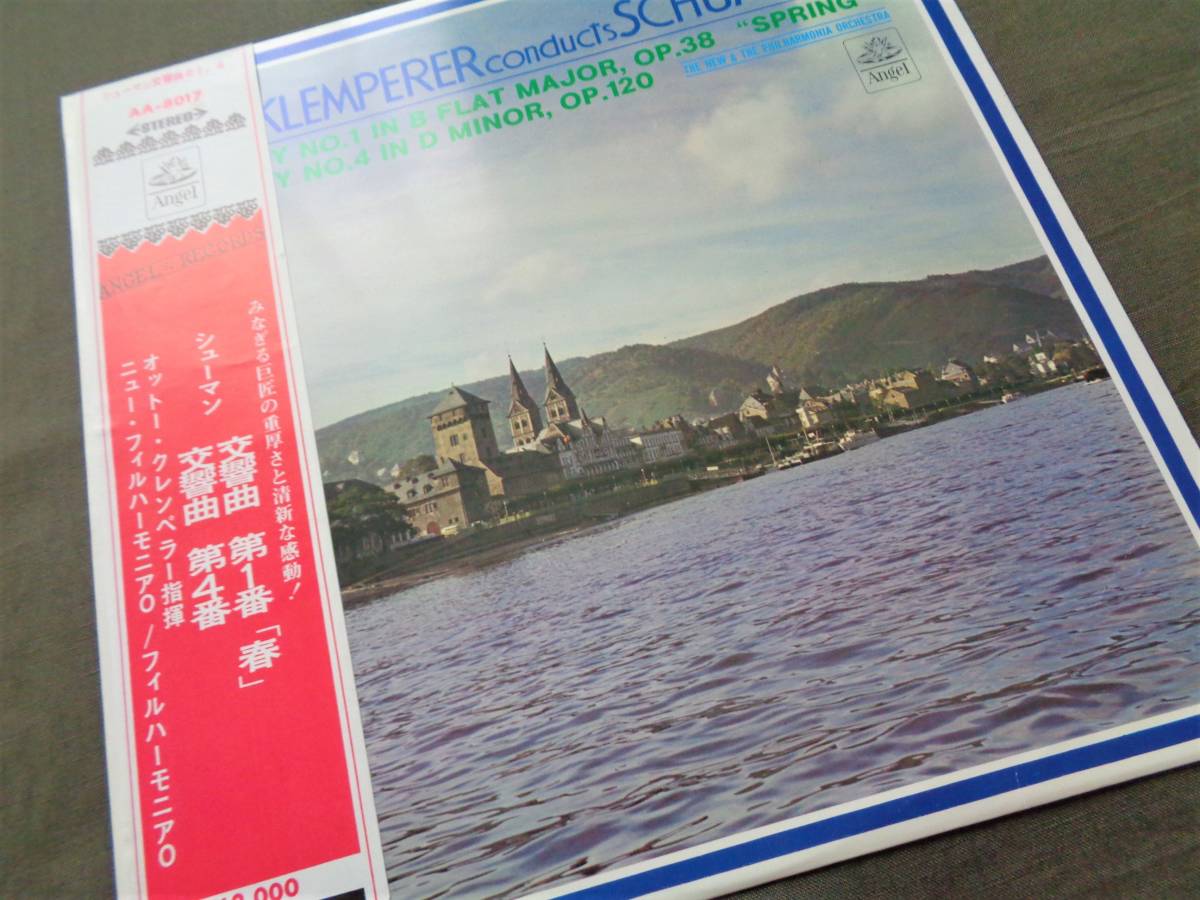 KLEMPERER conducts
NO.1 IN B FLAT MAJOR, OP.38 “SPRING
NO.4 IN D MINOR, OP.120
THE NEW & THE PHILHARMONIA ORCHESTRA
Angel
AA-8017
STEREO
Angel
ANGEL RECORDS
みなぎる巨匠の重厚さと清新な感動!
シューマン
交響曲 第1番「春」
交響曲 第4番
オットー・クレンペラー指揮
ニュー・フィルハーモニアO/フィルハーモニアO